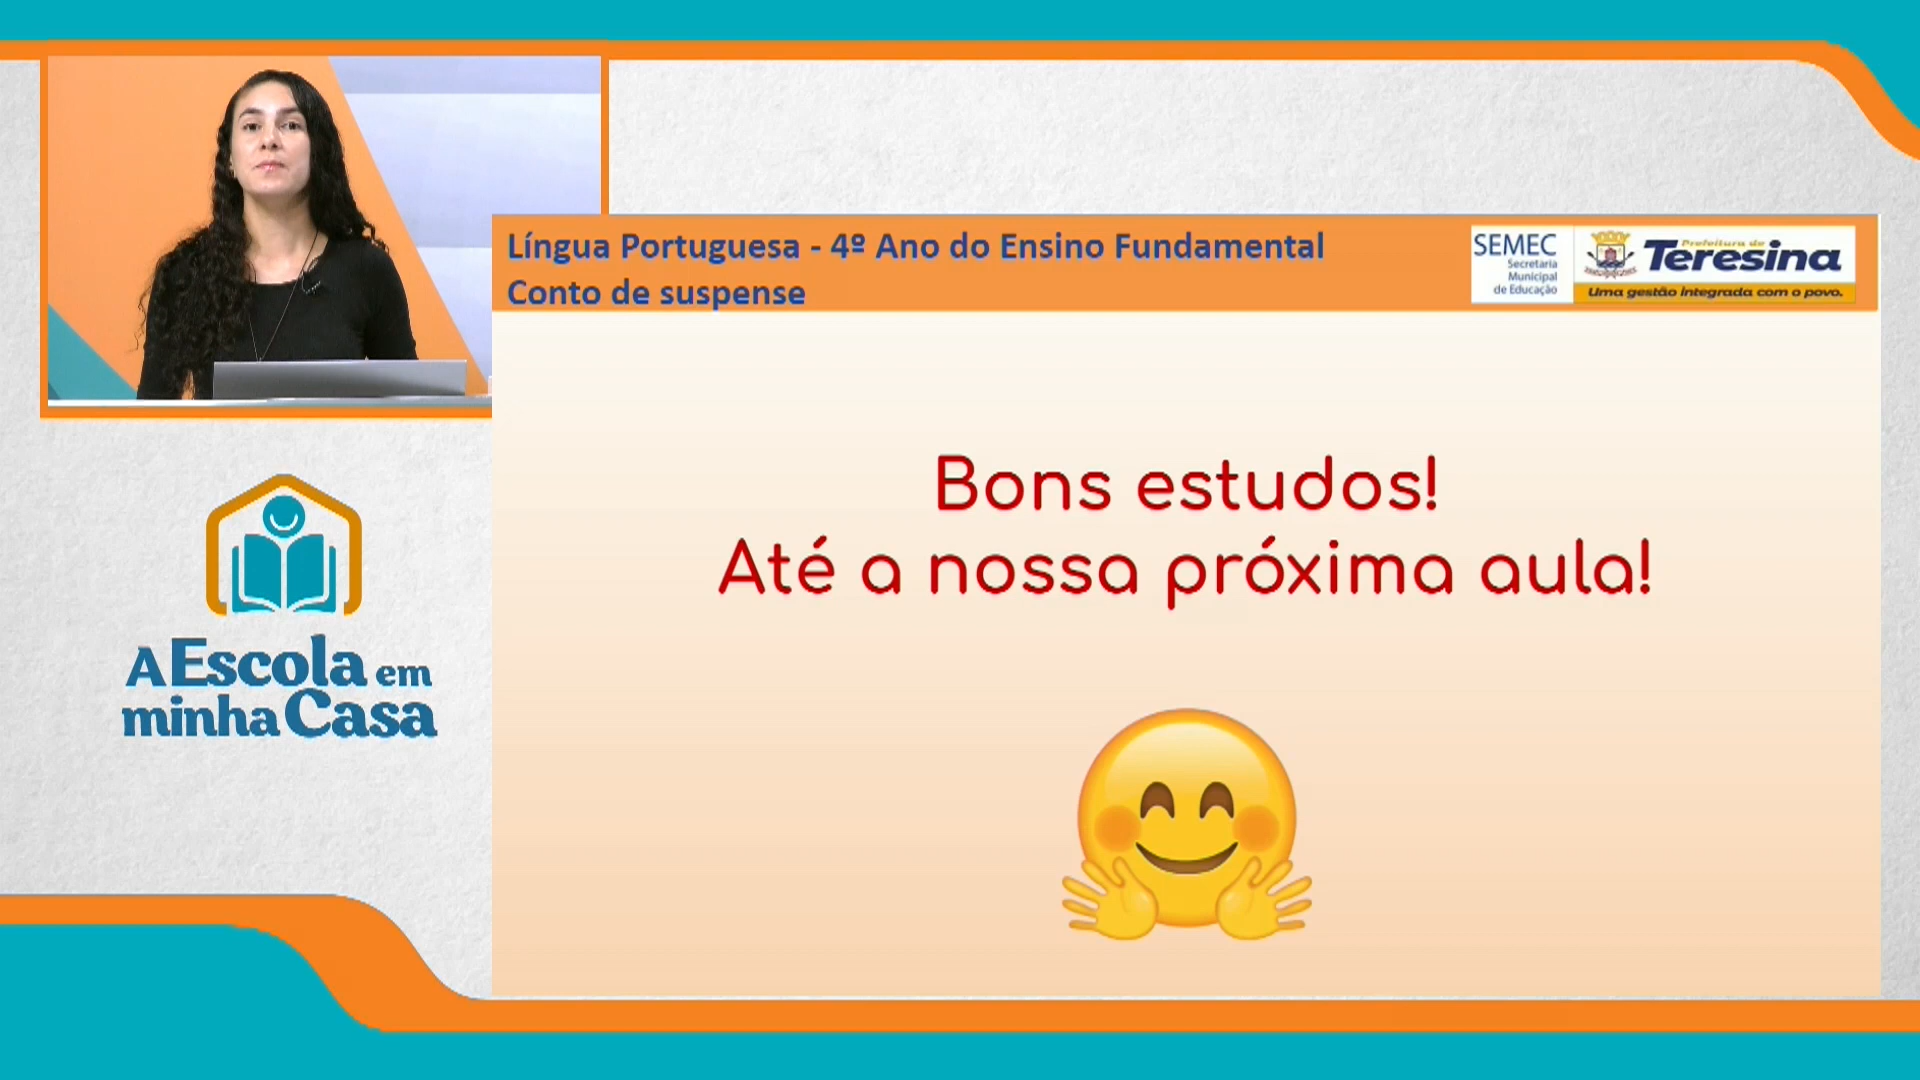 Língua Portuguesa - 4º Ano do Ensino Fundamental
Conto de suspense
SEMEC
Secretaria
Municipal
de Educação
Prefeitura de
Teresina
Uma gestão integrada com o povo.
Bons estudos!
Até a nossa próxima aula!
A Escola em
minha Casa